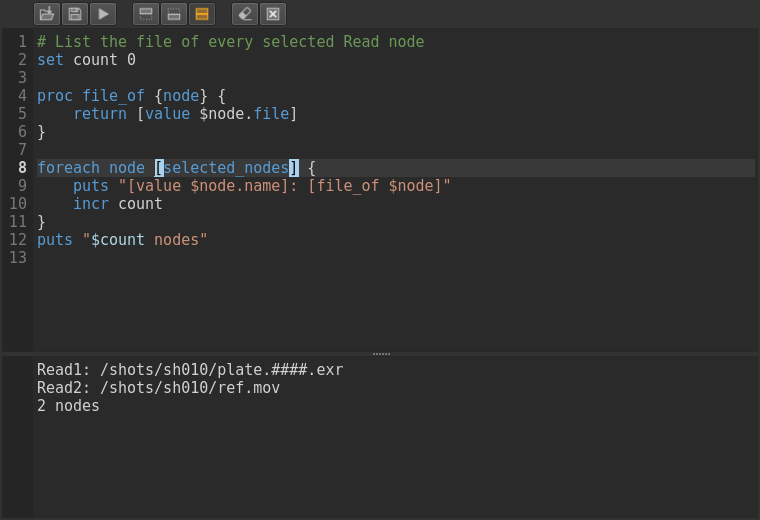 1 # List the file of every selected Read node
2 set count 0
3
4 proc file_of {node} {
5     return [value $node.file]
6 }
7
8 foreach node [selected_nodes] {
9     puts "[value $node.name]: [file_of $node]"
10     incr count
11 }
12 puts "$count nodes"
13
Read1: /shots/sh010/plate.####.exr
Read2: /shots/sh010/ref.mov
2 nodes